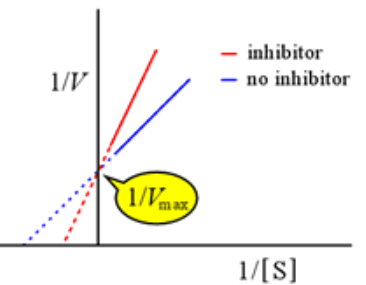 inhibitor
1/V
no inhibitor
1/Vmax
1/[S]